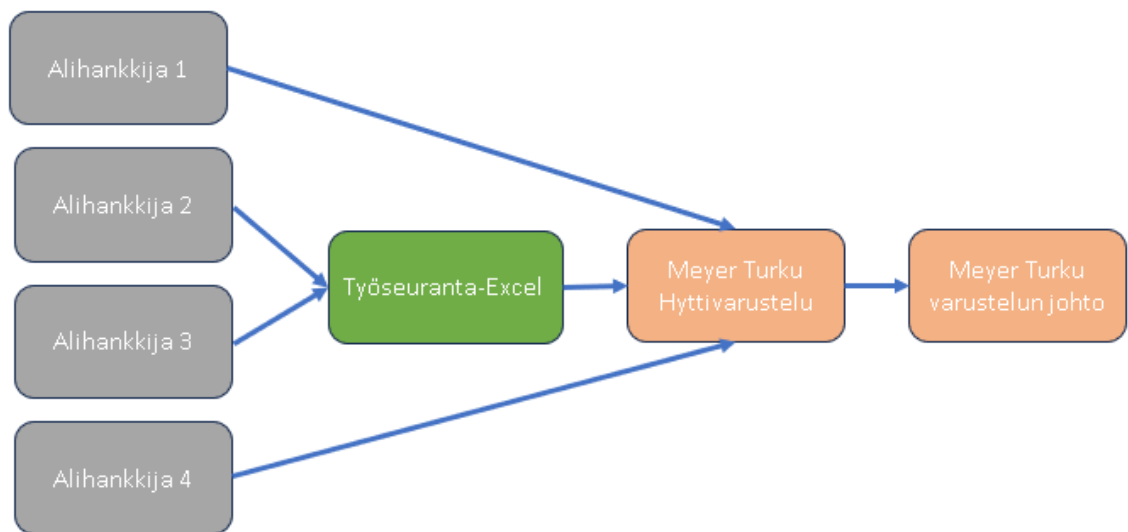 Alihankkija 1
Alihankkija 2
Alihankkija 3
Alihankkija 4
Työseuranta-Excel
Meyer Turku
Hyttivarustelu
Meyer Turku
varustelun johto